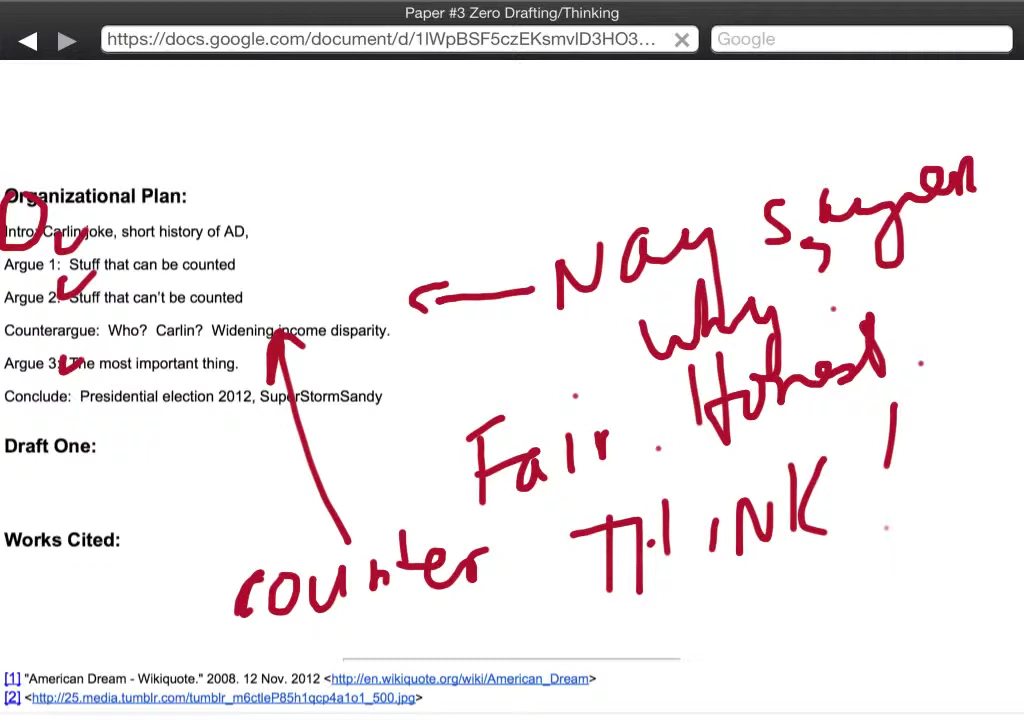 Paper #3 Zero Drafting/Thinking
https://docs.google.com/document/d/1lWpBSF5czEKsmvlD3HO3...
Google
Organizational Plan:
Intro: Carlin joke, short history of AD,
Argue 1: Stuff that can be counted
Argue 2: Stuff that can't be counted
Counterargue: Who? Carlin? Widening income disparity.
Argue 3: The most important thing.
Conclude: Presidential election 2012, SuperStormSandy
Draft One:
Works Cited:
Nay Sayer
Why
Honest
Fair
THINK!
counter
[1] "American Dream - Wikiquote." 2008. 12 Nov. 2012 <http://en.wikiquote.org/wiki/American_Dream>
[2] <http://25.media.tumblr.com/tumblr_m6ctleP85h1qcp4a1o1_500.jpg>